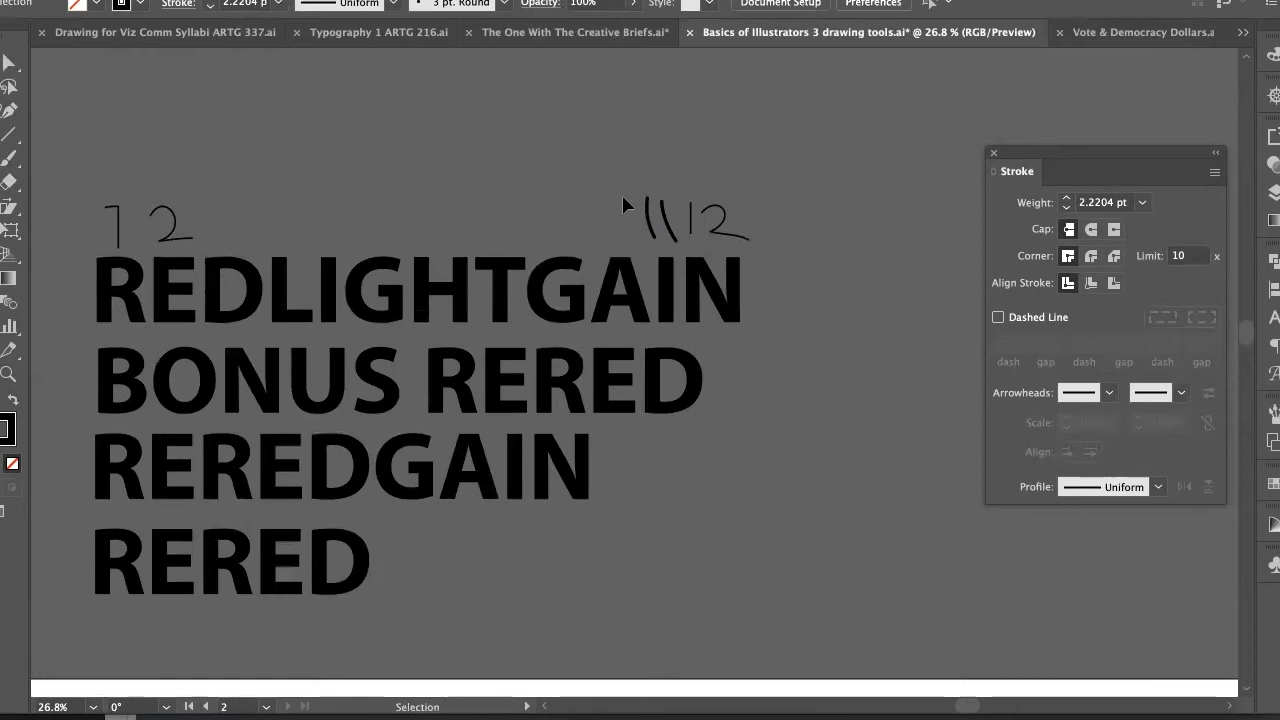 Stroke: 2.2204 p Uniform 3 pt. Round Opacity: 100% Style: Document Setup Preferences
Drawing for Viz Comm Syllabi ARTG 337.ai Typography 1 ARTG 216.ai The One With The Creative Briefs.ai* Basics of Illustrators 3 drawing tools.ai* @ 26.8 % (RGB/Preview) Vote & Democracy Dollars.a
1 2
\\12
REDLIGHTGAIN
BONUS RERED
REREDGAIN
RERED
Stroke
Weight: 2.2204 pt
Cap:
Corner: Limit: 10 x
Align Stroke:
Dashed Line
dash gap dash gap dash gap
Arrowheads:
Scale:
Align:
Profile: Uniform
26.8% 0° 2 Selection